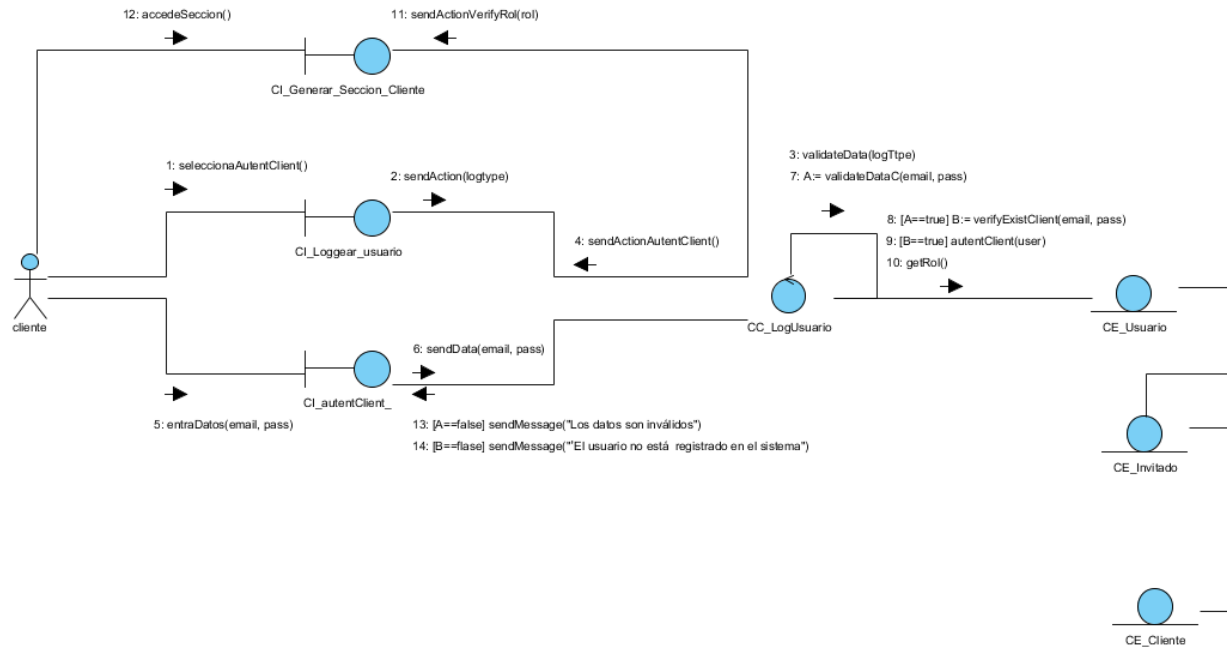 12: accedeSeccion()
11: sendActionVerifyRol(rol)
CI_Generar_Seccion_Cliente
1: seleccionaAutentClient()
2: sendAction(logtype)
3: validateData(logTtpe)
7: A:= validateDataC(email, pass)
8: [A==true] B:= verifyExistClient(email, pass)
9: [B==true] autentClient(user)
10: getRol()
4: sendActionAutentClient()
CI_Loggear_usuario
cliente
CC_LogUsuario
CE_Usuario
6: sendData(email, pass)
CI_autentClient_
5: entraDatos(email, pass)
13: [A==false] sendMessage("Los datos son inválidos")
14: [B==flase] sendMessage("ˇEl usuario no está  registrado en el sistema")
CE_Invitado
CE_Cliente